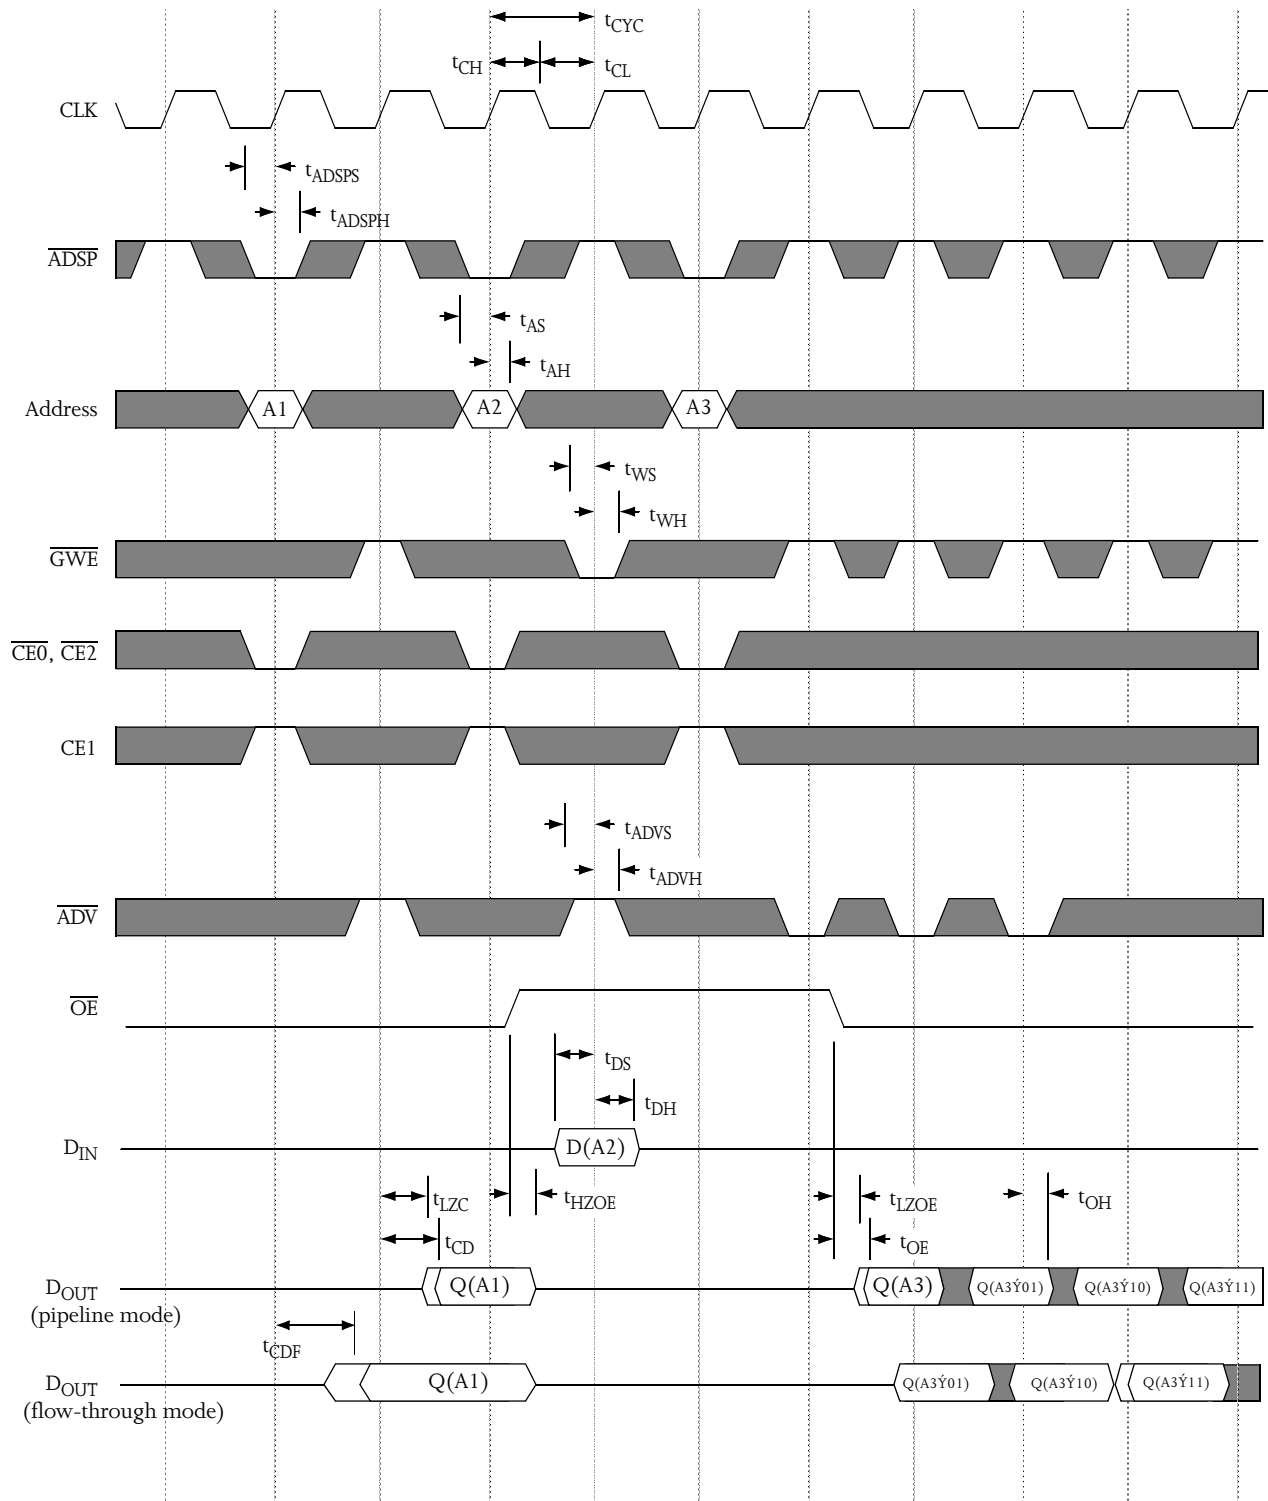 tCYC
tCH tCL
CLK
tADSPS
tADSPH
ADSP
tAS
tAH
Address A1 A2 A3
tWS
tWH
GWE
CE0, CE2
CE1
tADVS
tADVH
ADV
OE
tDS
tDH
DIN D(A2)
tLZC tHZOE tLZOE tOH
tCD tOE
DOUT Q(A1) Q(A3) Q(A3Ý01) Q(A3Ý10) Q(A3Ý11)
(pipeline mode)
tCDF
DOUT Q(A1) Q(A3Ý01) Q(A3Ý10) Q(A3Ý11)
(flow-through mode)